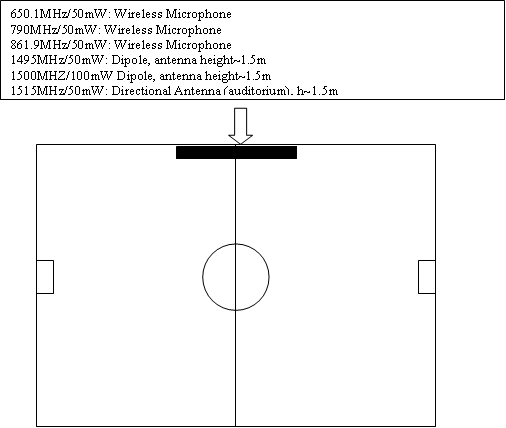 650.1MHz/50mW: Wireless Microphone
790MHz/50mW: Wireless Microphone
861.9MHz/50mW: Wireless Microphone
1495MHz/50mW: Dipole, antenna height~1.5m
1500MHZ/100mW Dipole, antenna height~1.5m
1515MHz/50mW: Directional Antenna (auditorium), h~1.5m